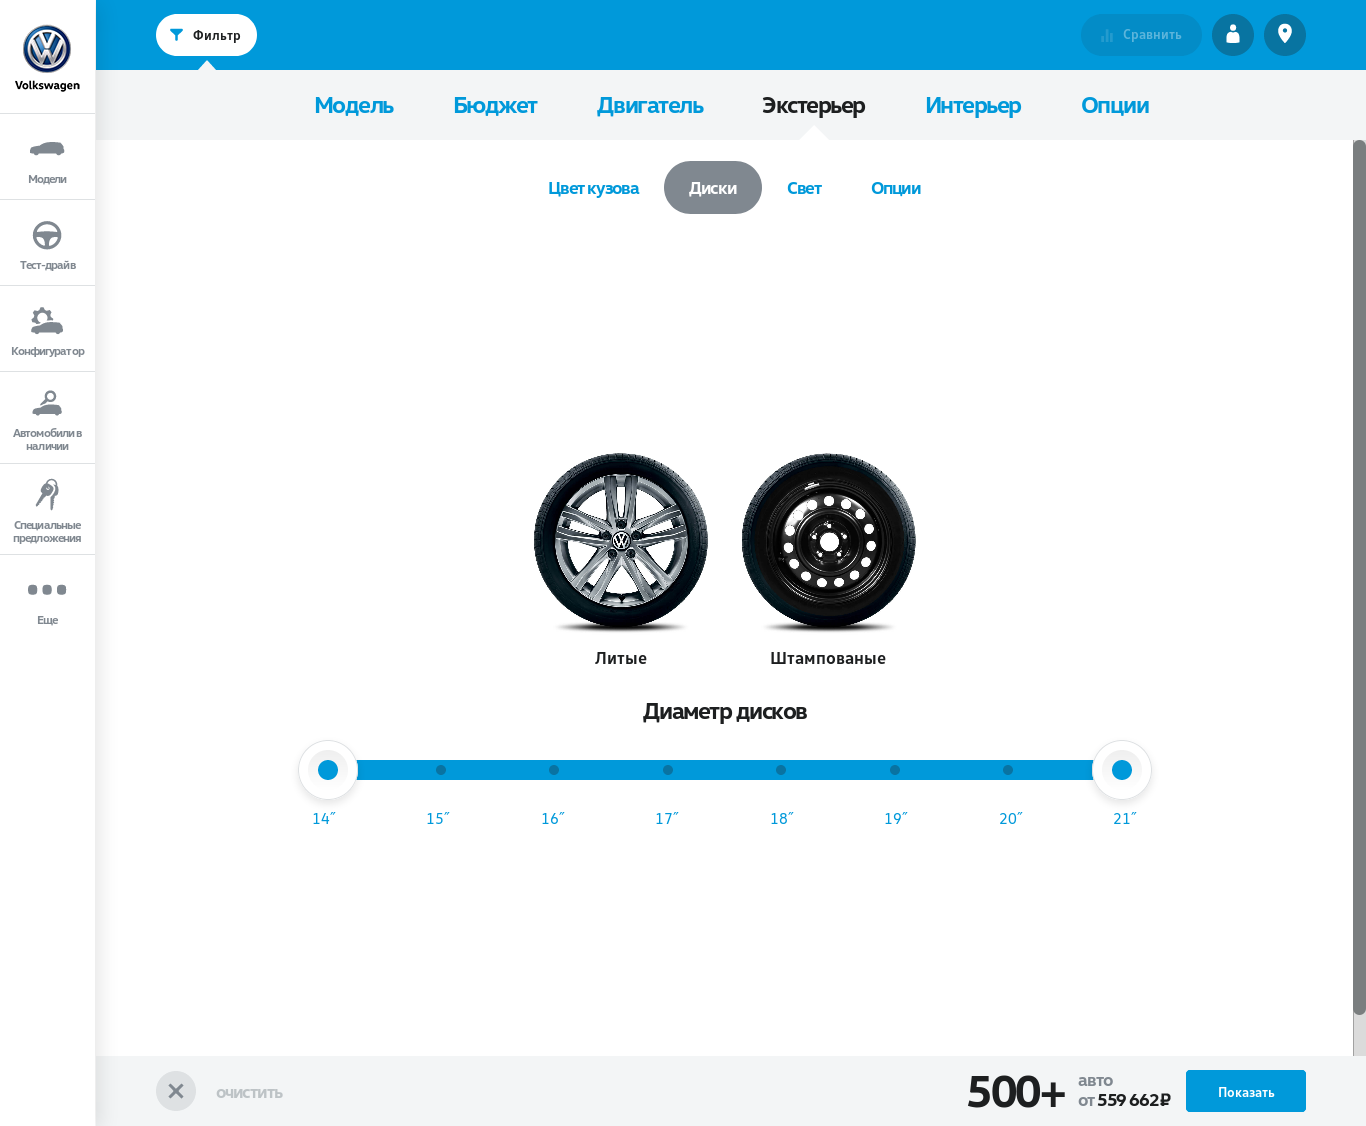 Фильтр
Сравнить
Volkswagen
Модель Бюджет Двигатель Экстерьер Интерьер Опции
Модели
Цвет кузова Диски Свет Опции
Тест-драйв
Конфигуратор
Автомобили в
наличии
Специальные
предложения
Еще
Литые Штампованые
Диаметр дисков
14″ 15″ 16″ 17″ 18″ 19″ 20″ 21″
ОЧИСТИТЬ
500+
авто
от 559 662₽
Показать